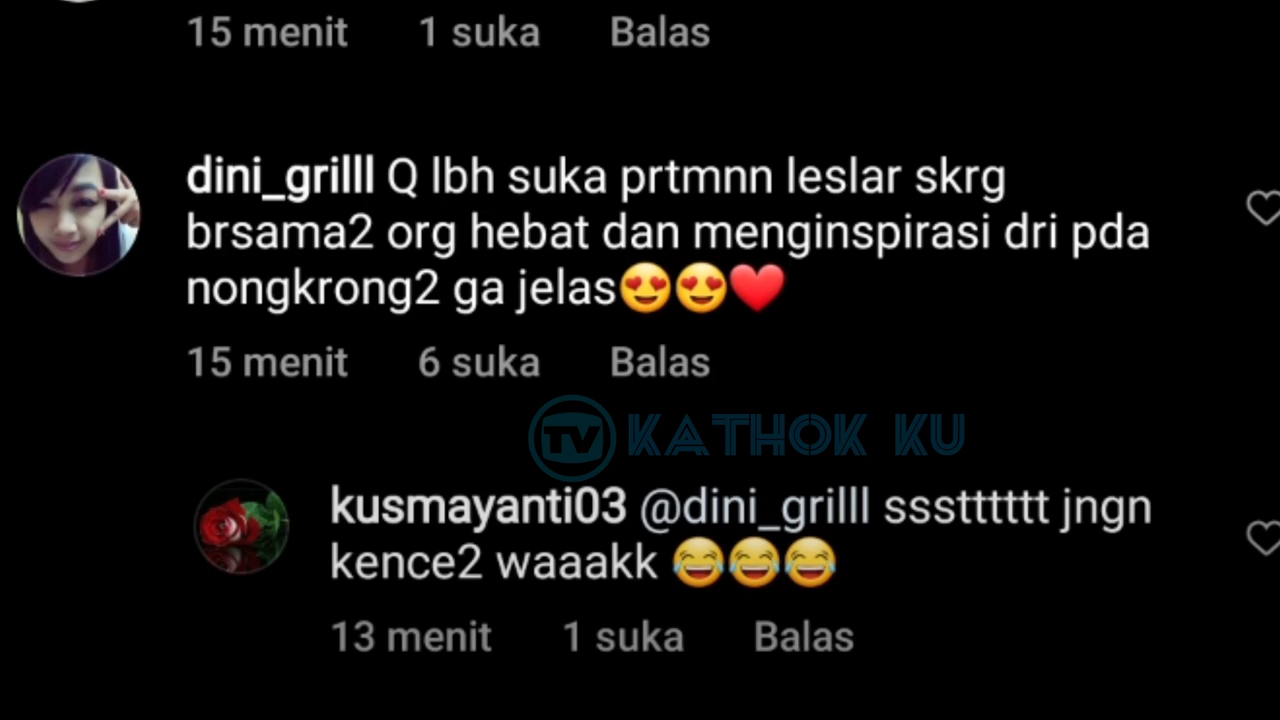 15 menit 1 suka Balas
dini_grilll Q lbh suka prtmnn leslar skrg
brsama2 org hebat dan menginspirasi dri pda
nongkrong2 ga jelas😍😍❤️
15 menit 6 suka Balas
TV KATHOK KU
kusmayanti03 @dini_grilll ssstttttt jngn
kence2 waaakk 😂😂😂
13 menit 1 suka Balas